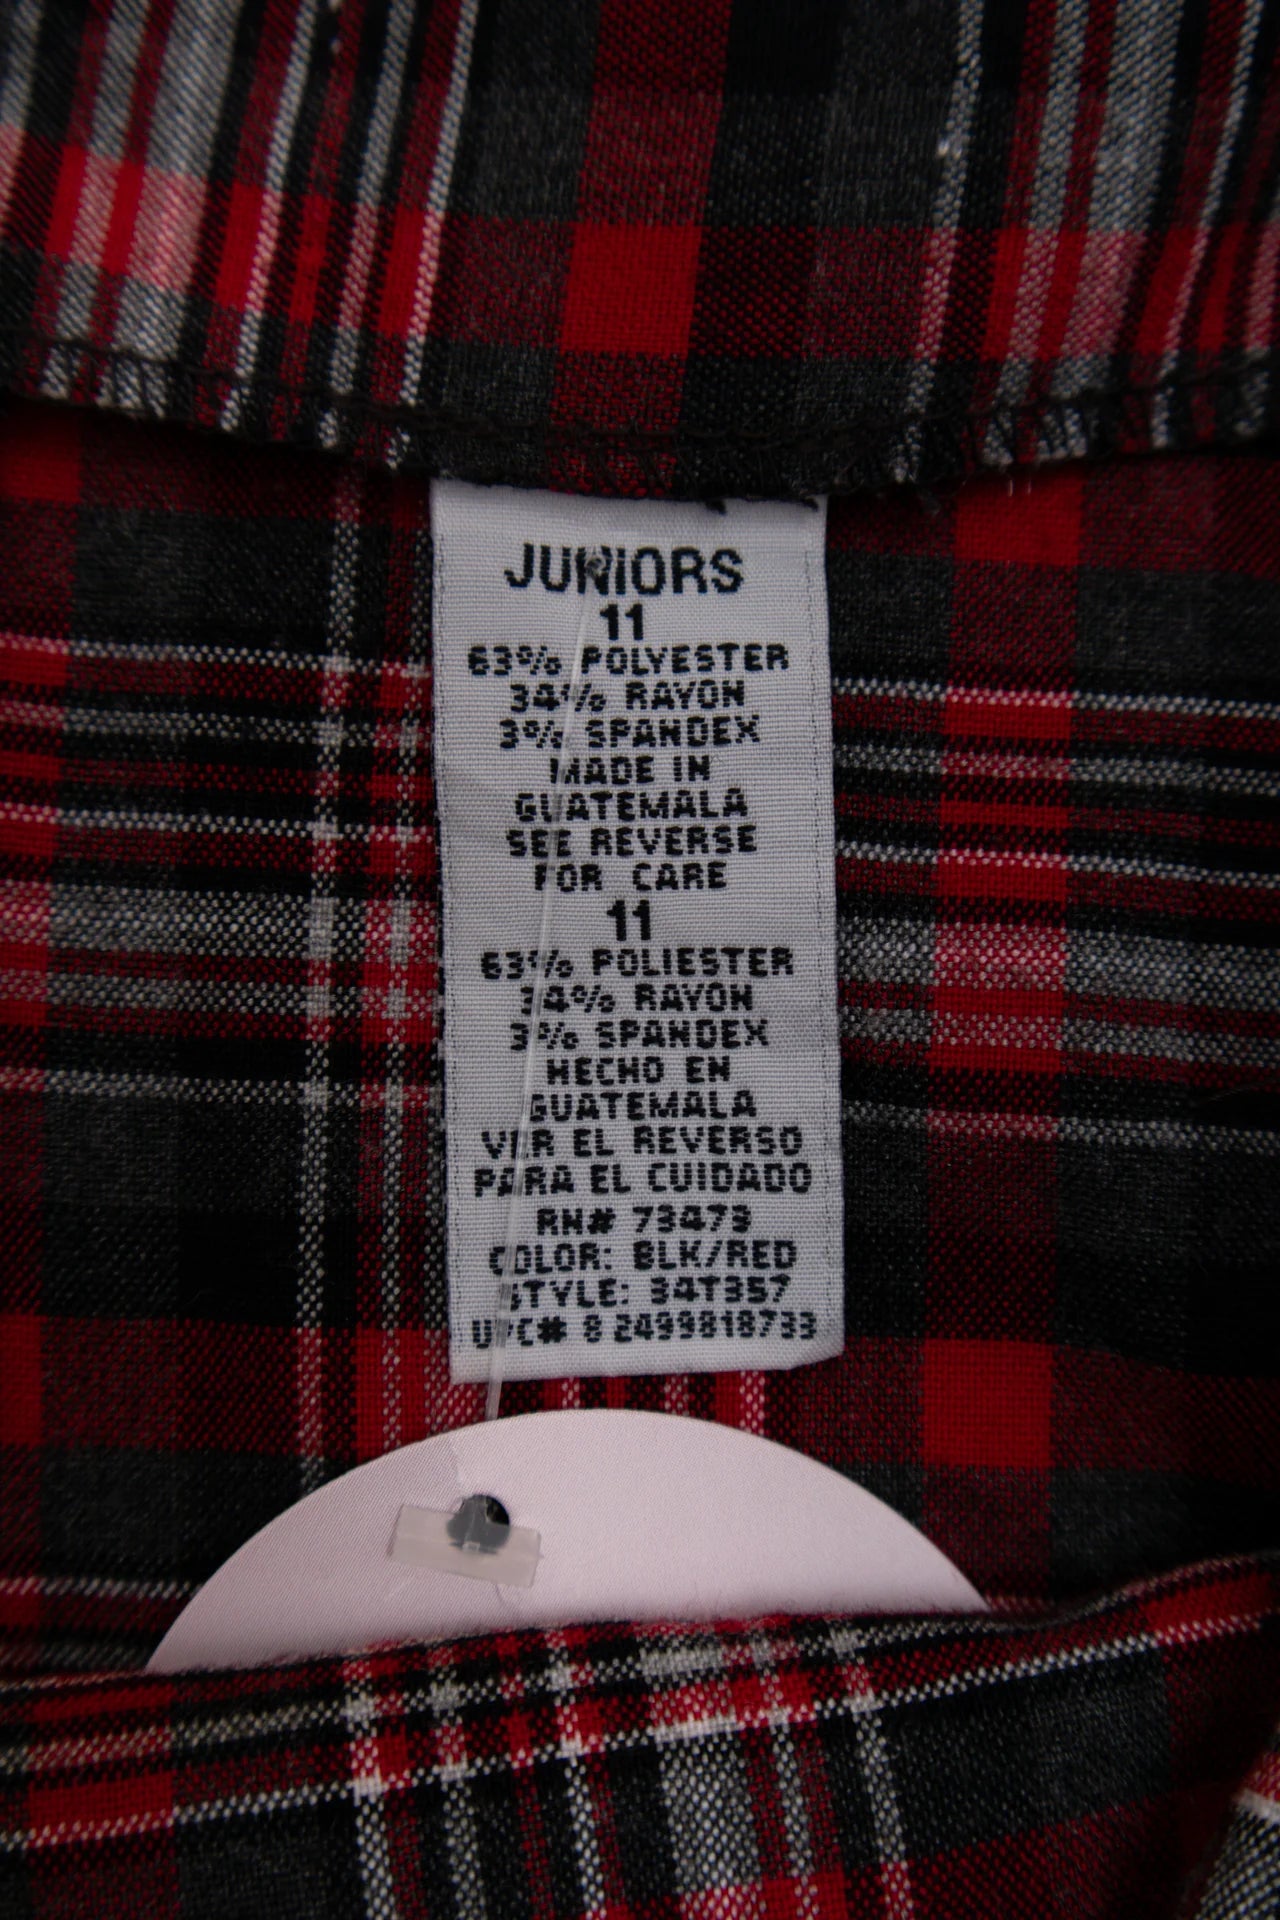 JUNIORS
11
63% POLYESTER
34% RAYON
3% SPANDEX
MADE IN
GUATEMALA
SEE REVERSE
FOR CARE
11
63% POLIESTER
34% RAYON
3% SPANDEX
HECHO EN
GUATEMALA
VER EL REVERSO
PARA EL CUIDADO
RN# 73473
COLOR: BLK/RED
STYLE: 34T357
UPC# 8 2499818733